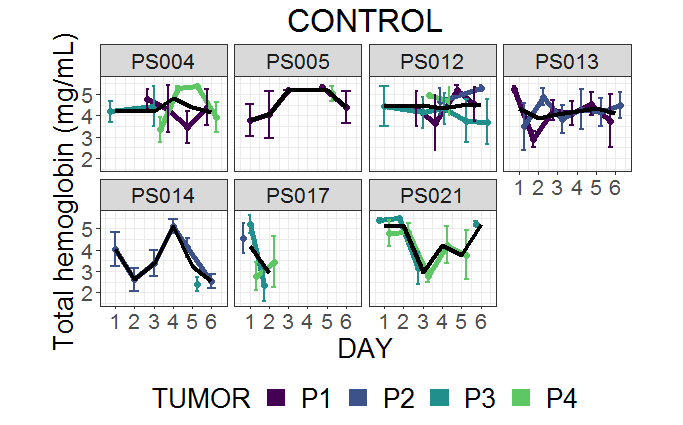 CONTROL
Total hemoglobin (mg/mL)
PS004 PS005 PS012 PS013
5
4
3
2
1 2 3 4 5 6
PS014 PS017 PS021
5
4
3
2
1 2 3 4 5 6 1 2 3 4 5 6 1 2 3 4 5 6
DAY
TUMOR P1 P2 P3 P4